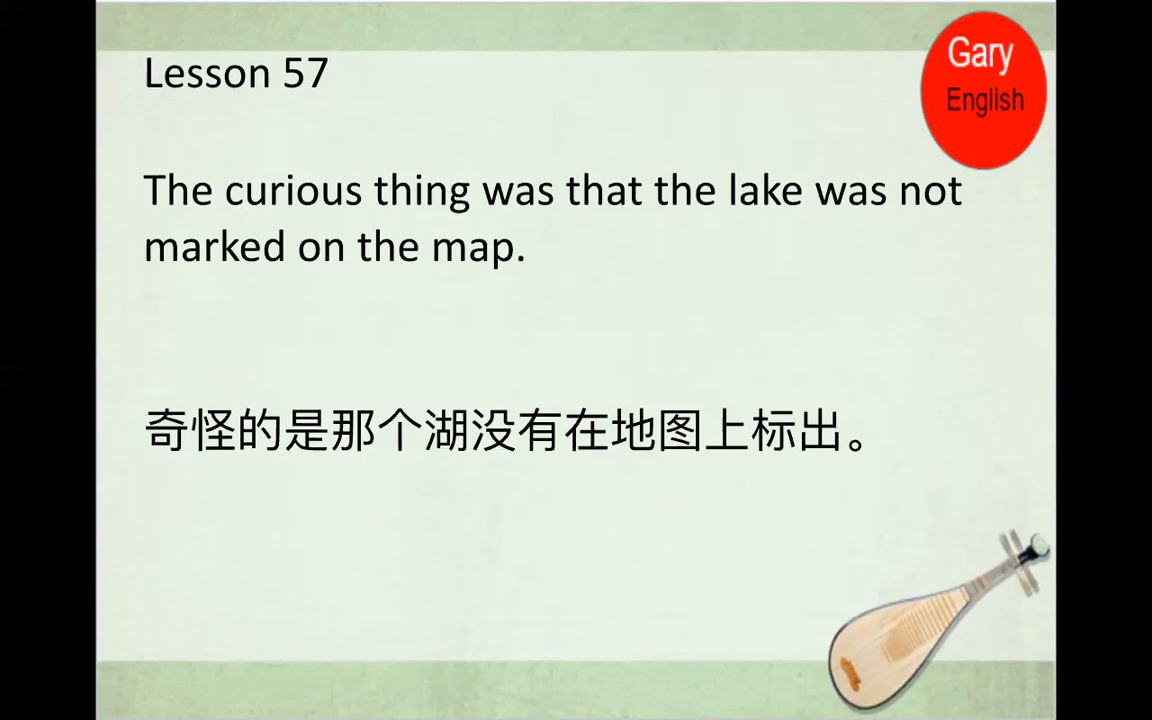 Lesson 57
Gary
English
The curious thing was that the lake was not
marked on the map.
奇怪的是那个湖没有在地图上标出。